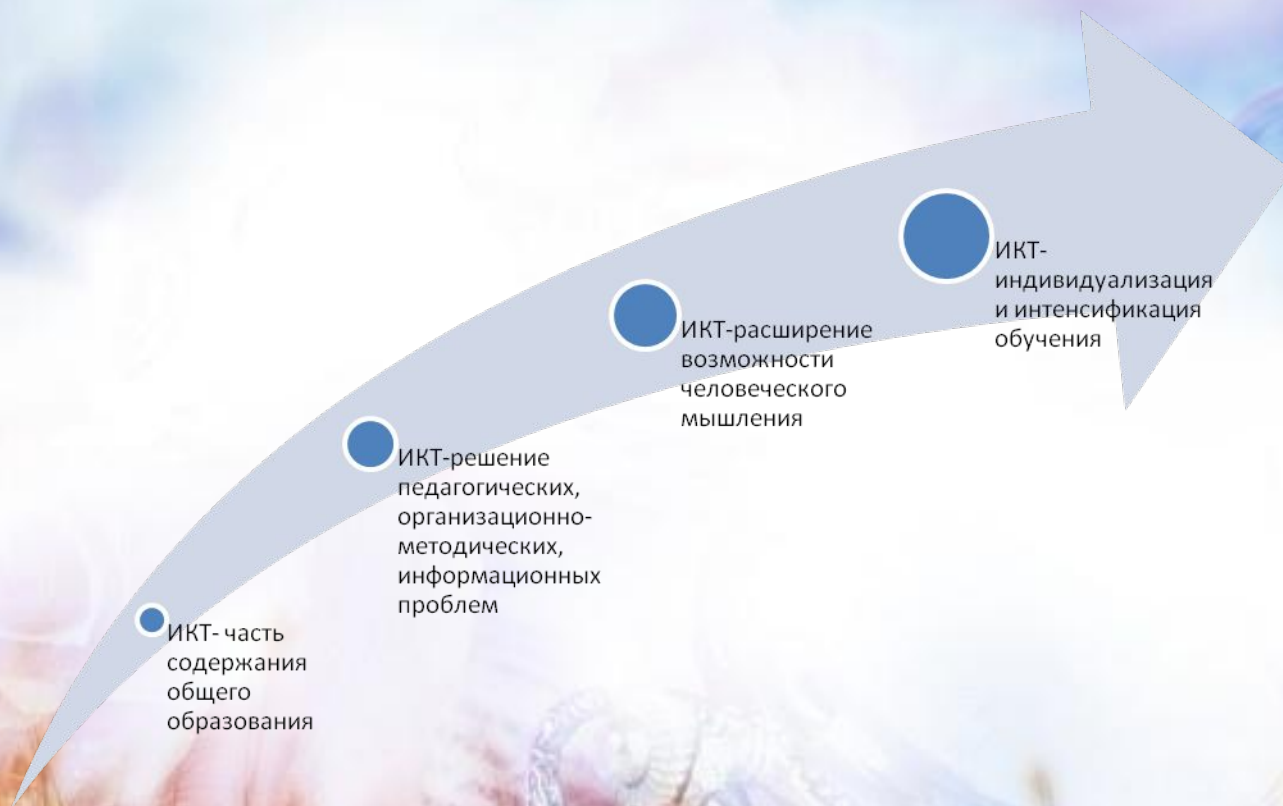 ИКТ- часть
содержания
общего
образования
ИКТ-решение
педагогических,
организационно-
методических,
информационных
проблем
ИКТ-расширение
возможности
человеческого
мышления
ИКТ-
индивидуализация
и интенсификация
обучения